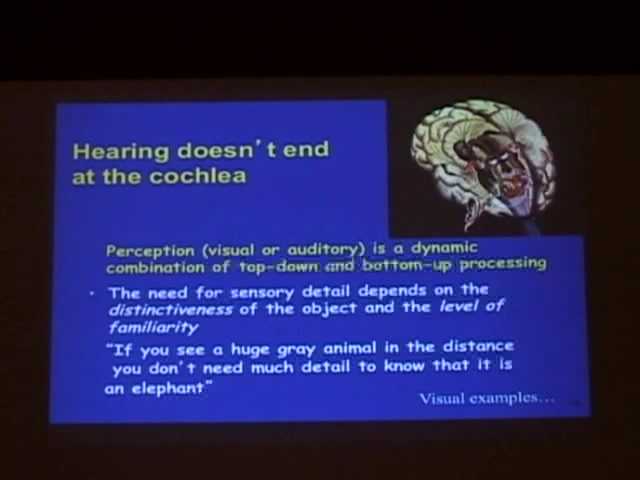 Hearing doesn't end
at the cochlea
Perception (visual or auditory) is a dynamic
combination of top-down and bottom-up processing
• The need for sensory detail depends on the
distinctiveness of the object and the level of
familiarity
"If you see a huge gray animal in the distance
you don't need much detail to know that it is
an elephant"
Visual examples…